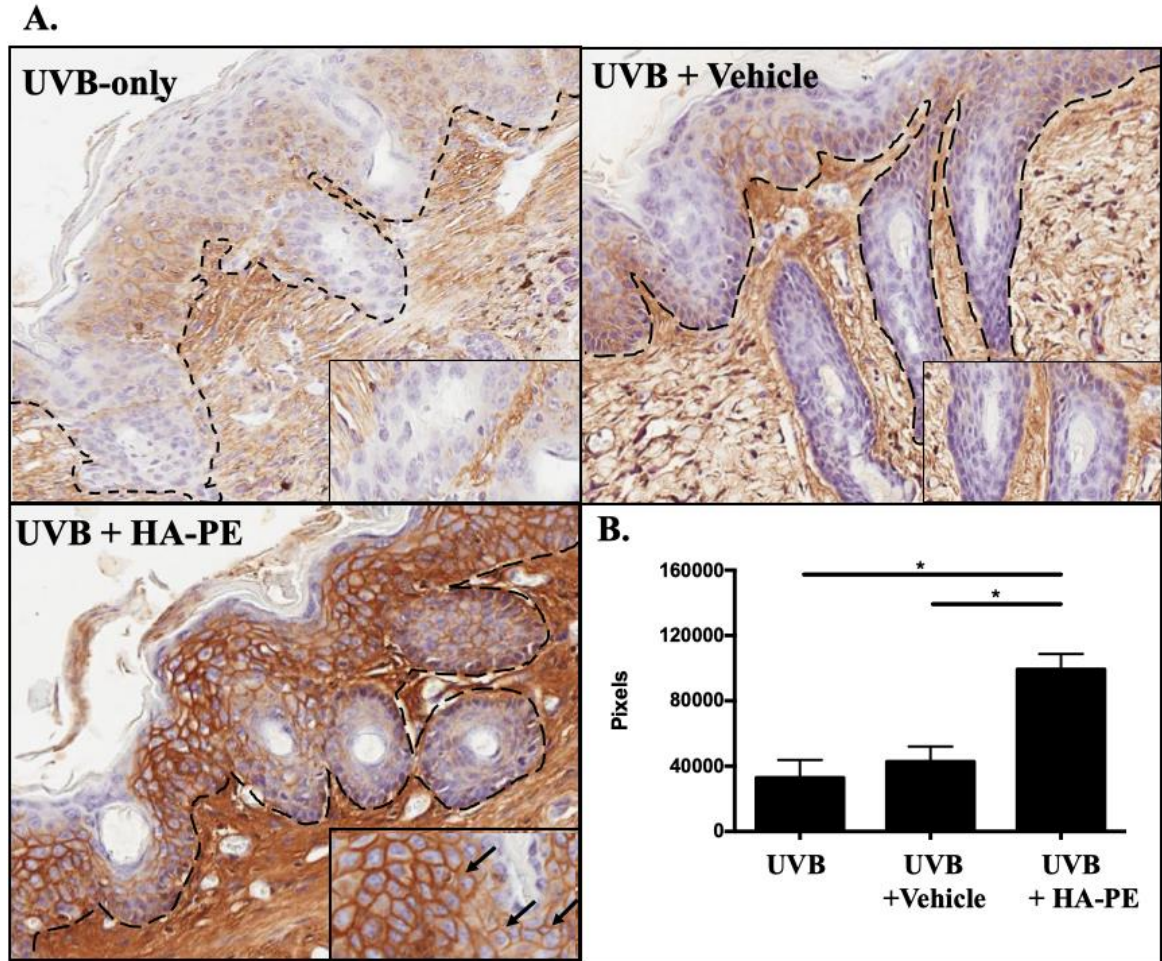 A.
UVB-only
UVB + Vehicle
UVB + HA-PE
B.
160000
120000
80000
40000
0
Pixels
*
*
UVB
UVB
+Vehicle
UVB
+ HA-PE